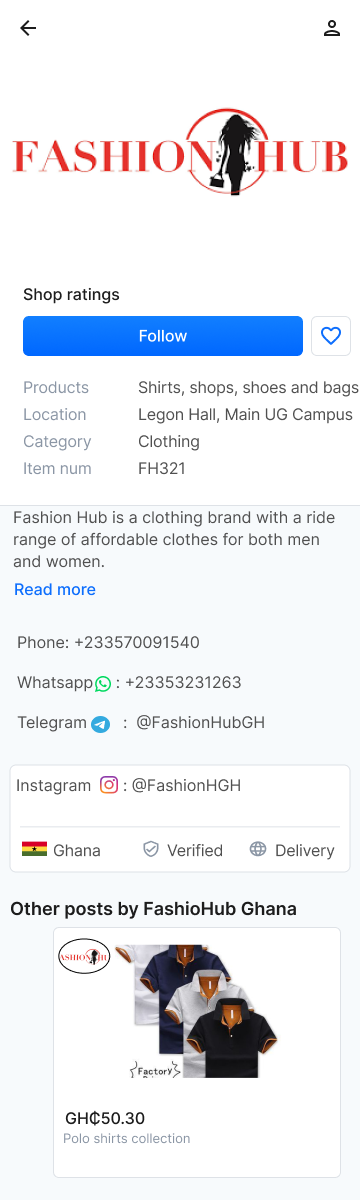 FASHION HUB
Shop ratings
Follow
Products Shirts, shops, shoes and bags
Location Legon Hall, Main UG Campus
Category Clothing
Item num FH321
Fashion Hub is a clothing brand with a ride
range of affordable clothes for both men
and women.
Read more
Phone: +233570091540
Whatsapp : +23353231263
Telegram : @FashionHubGH
Instagram : @FashionHGH
Ghana Verified Delivery
Other posts by FashioHub Ghana
FASHION HUB
Factory
GH₵50.30
Polo shirts collection